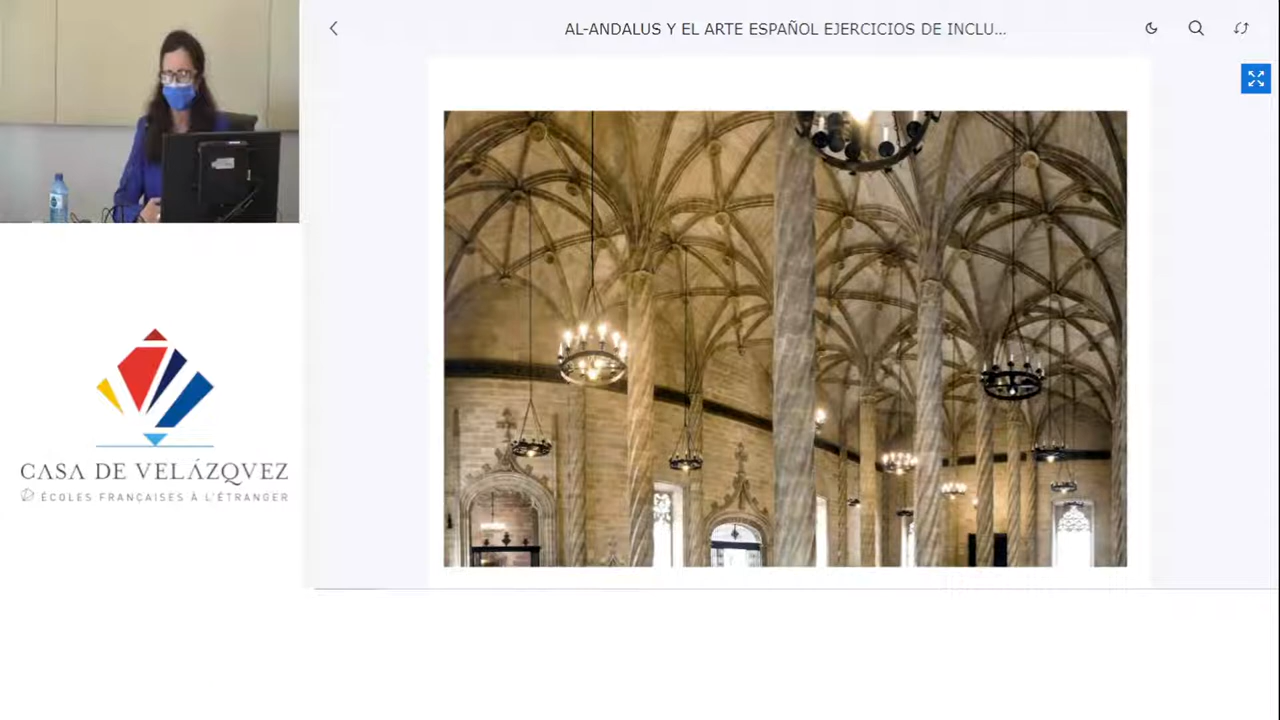 AL-ANDALUS Y EL ARTE ESPAÑOL EJERCICIOS DE INCLU...
CASA DE VELÁZQVEZ
ÉCOLES FRANÇAISES À L'ÉTRANGER